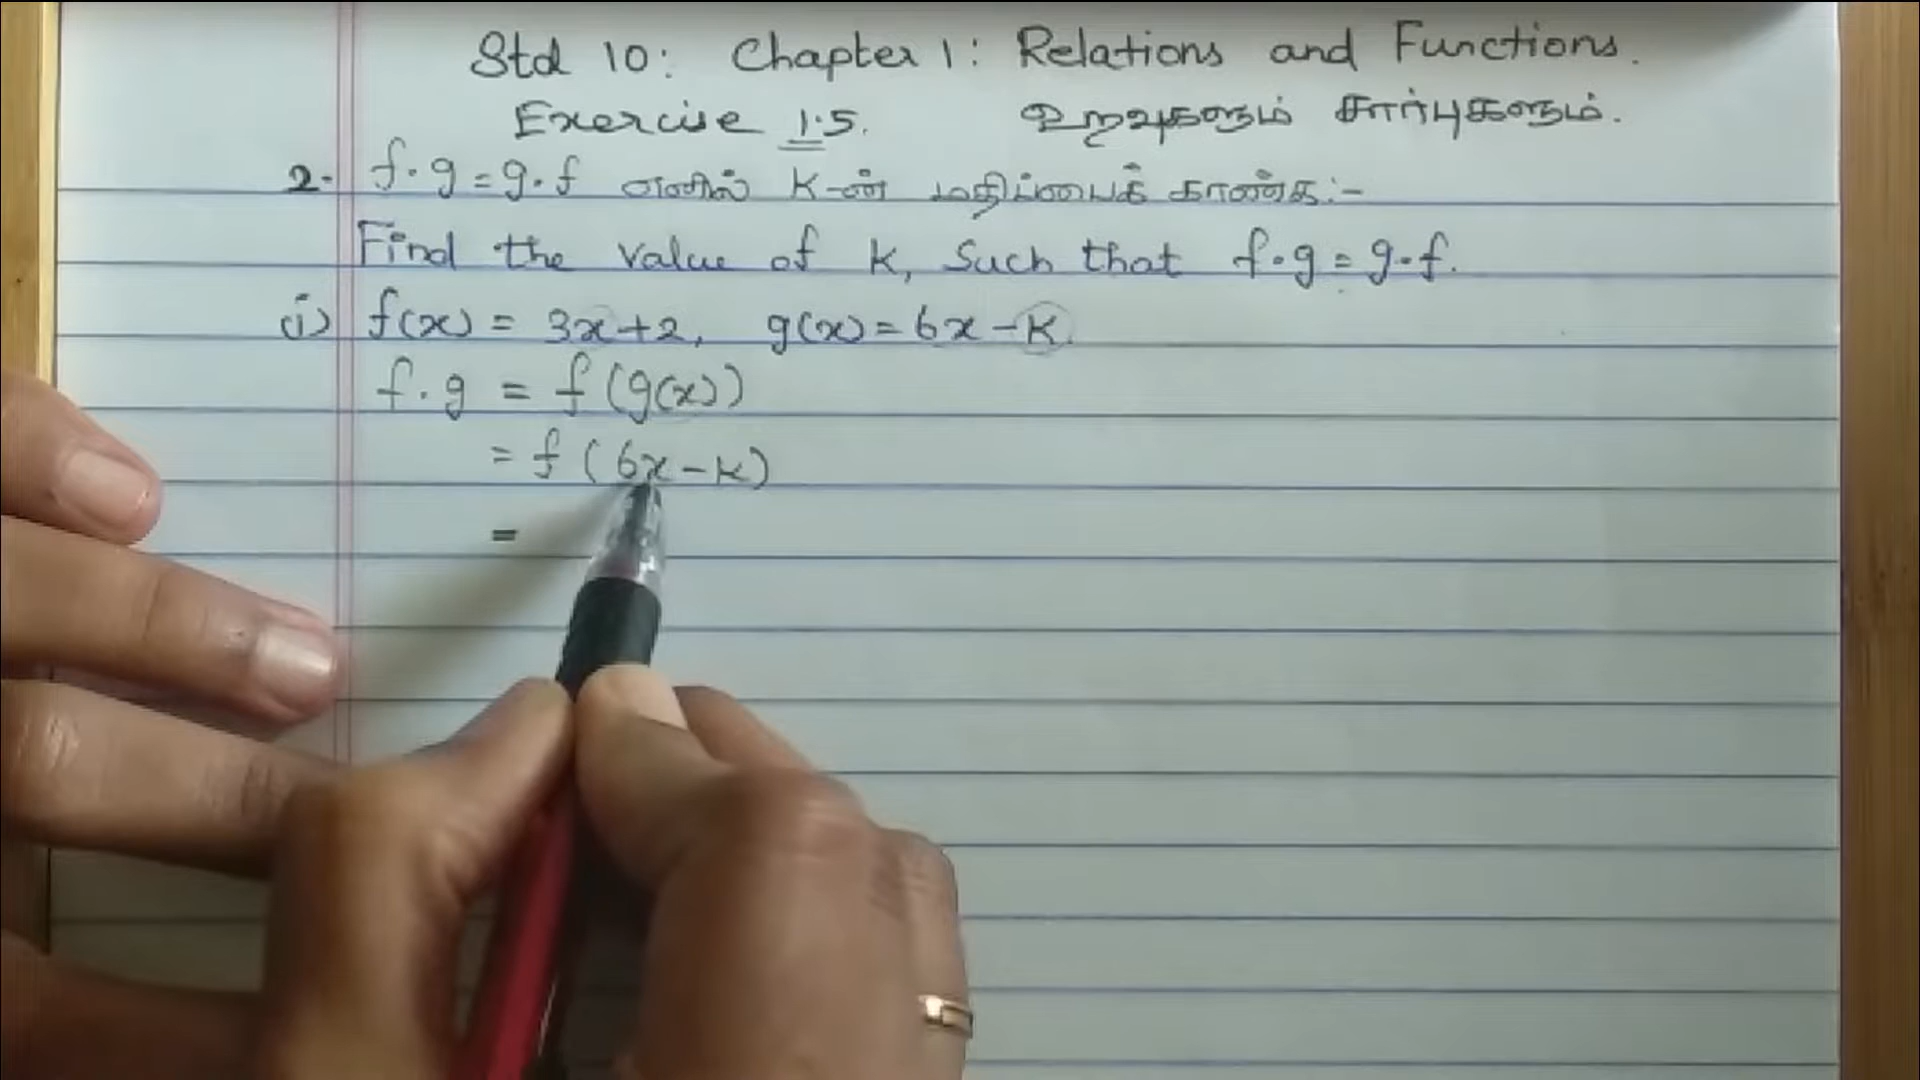 Std 10: Chapter 1: Relations and Functions.
Exercise 1.5. உறவுகளும் சார்புகளும்.
2. f·g = g·f எனில் K-ன் மதிப்பைக் காண்க:-
Find the value of K, Such that f·g = g·f.
(i) f(x) = 3x+2, g(x) = 6x-K.
f·g = f(g(x))
= f(6x-k)
=